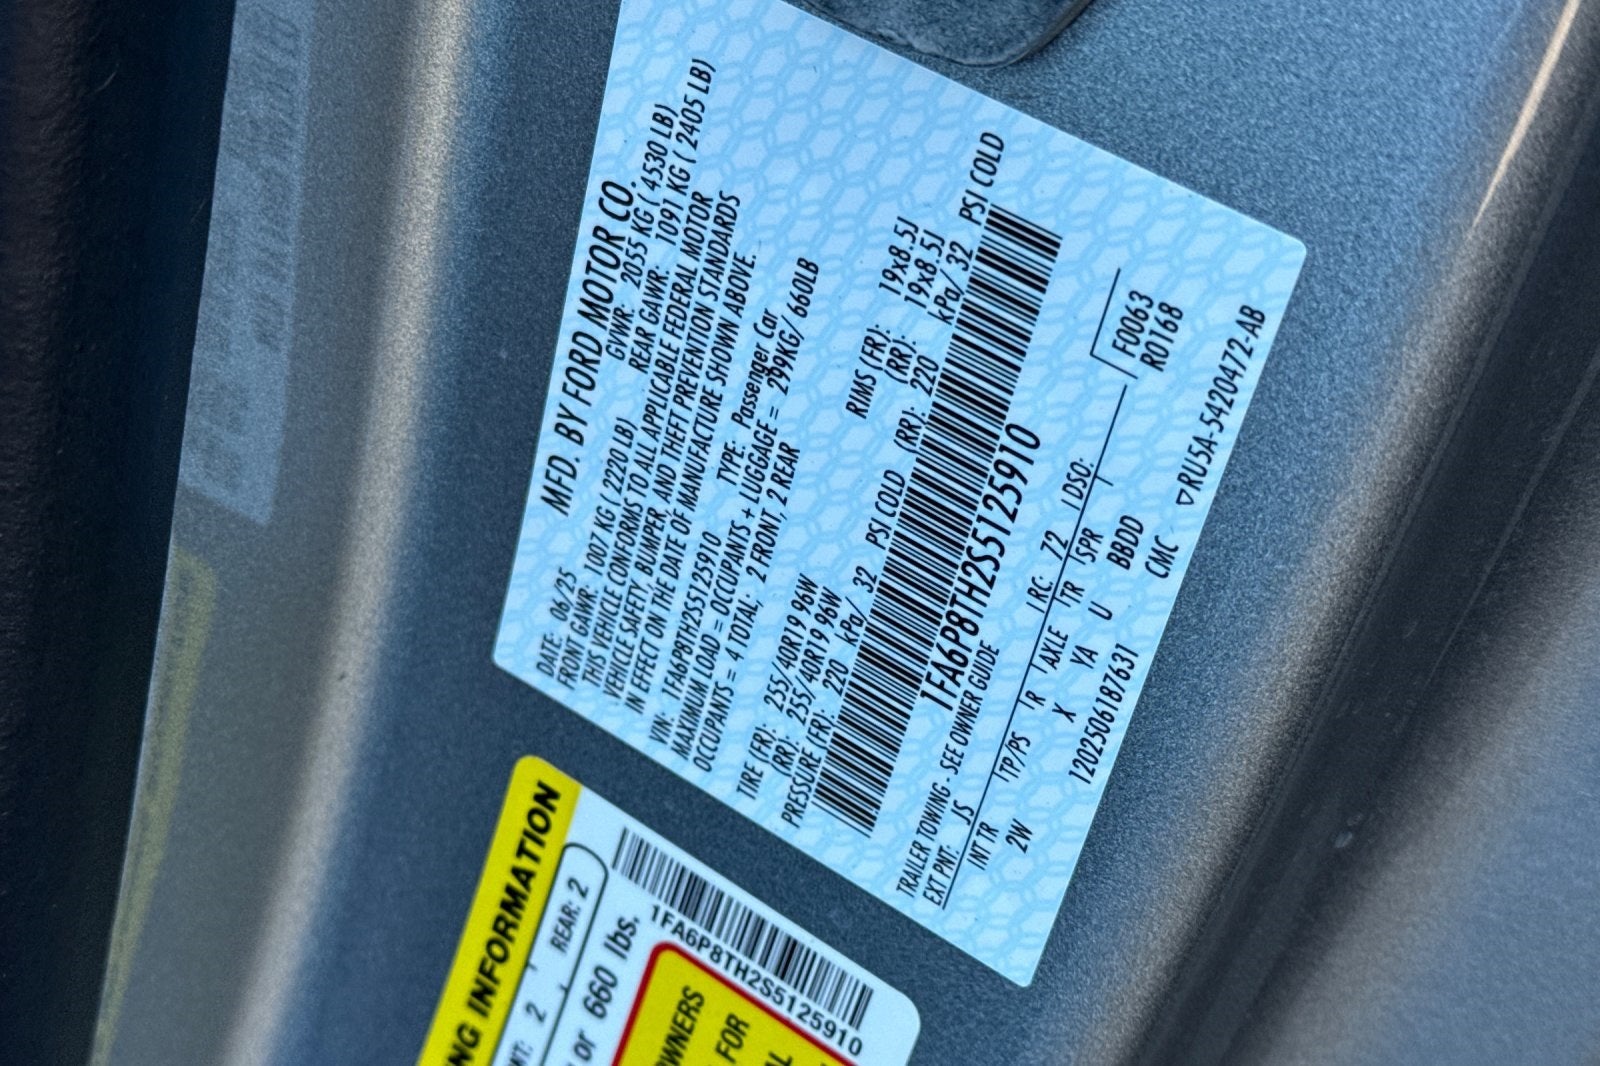 MFD. BY FORD MOTOR CO.
DATE: 06/25 GVWR: 2055 KG ( 4530 LB)
FRONT GAWR: 1007 KG ( 2220 LB) REAR GAWR: 1091 KG ( 2405 LB)
THIS VEHICLE CONFORMS TO ALL APPLICABLE FEDERAL MOTOR
VEHICLE SAFETY, BUMPER, AND THEFT PREVENTION STANDARDS
IN EFFECT ON THE DATE OF MANUFACTURE SHOWN ABOVE.
VIN: 1FA6P8TH2S5125910 TYPE: Passenger Car
MAXIMUM LOAD = OCCUPANTS + LUGGAGE = 299KG/ 660LB
OCCUPANTS = 4 TOTAL; 2 FRONT, 2 REAR
TIRE (FR): 255/40R19 96W RIMS (FR): 19x8.5J
(RR): 255/40R19 96W (RR): 19x8.5J
PRESSURE (FR): 220 kPa/ 32 PSI COLD RR): 220 kPa/ 32 PSI COLD
1FA6P8TH2S5125910
TRAILER TOWING - SEE OWNER GUIDE
EXT PNT: JS RC: 72 DSO:
INT TR TP/PS R AXLE TR SPR F0063
2W X YA U BBDD R0168
1202506187631 CMC ▽RU5A-5420472-AB
NG INFORMATION
NT: 2 REAR: 2
or 660 lbs.
1FA6P8TH2S5125910
OWNERS
FOR